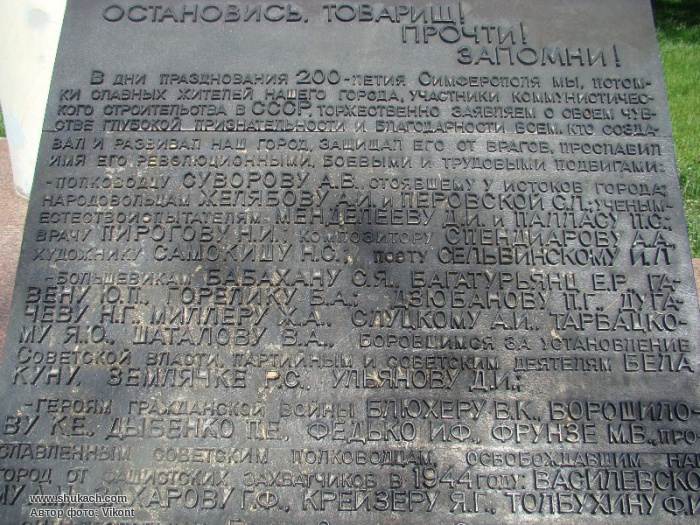 ОСТАНОВИСЬ, ТОВАРИЩ!
ПРОЧТИ!
ЗАПОМНИ!
В ДНИ ПРАЗДНОВАНИЯ 200-ЛЕТИЯ СИМФЕРОПОЛЯ МЫ, ПОТОМ-
КИ СЛАВНЫХ ЖИТЕЛЕЙ НАШЕГО ГОРОДА, УЧАСТНИКИ КОММУНИСТИЧЕС-
КОГО СТРОИТЕЛЬСТВА В СССР, ТОРЖЕСТВЕННО ЗАЯВЛЯЕМ О СВОЕМ ЧУВ-
СТВЕ ГЛУБОКОЙ ПРИЗНАТЕЛЬНОСТИ И БЛАГОДАРНОСТИ ВСЕМ, КТО СОЗДА-
ВАЛ И РАЗВИВАЛ НАШ ГОРОД, ЗАЩИЩАЛ ЕГО ОТ ВРАГОВ, ПРОСЛАВИЛ
ИМЯ ЕГО РЕВОЛЮЦИОННЫМИ, БОЕВЫМИ И ТРУДОВЫМИ ПОДВИГАМИ:
-ПОЛКОВОДЦУ СУВОРОВУ А.В., СТОЯВШЕМУ У ИСТОКОВ ГОРОДА;
НАРОДОВОЛЬЦАМ ЖЕЛЯБОВУ А.И. И ПЕРОВСКОЙ С.Л.; УЧЕНЫМ-
ЕСТЕСТВОИСПЫТАТЕЛЯМ МЕНДЕЛЕЕВУ Д.И. И ПАЛЛАСУ П.С.;
ВРАЧУ ПИРОГОВУ Н.И.; КОМПОЗИТОРУ СПЕНДИАРОВУ А.А.,
ХУДОЖНИКУ САМОКИШУ Н.С., ПОЭТУ СЕЛЬВИНСКОМУ И.Л.
-БОЛЬШЕВИКАМ БАБАХАНУ С.Я., БАГАТУРЬЯНЦ Е.Р., ГА-
ВЕНУ Ю.П., ГОРЕЛИКУ Б.А., ДЗЮБАНОВУ П.Г., ДУГА-
ЧЕВУ Н.Г., МИЛЛЕРУ Х.А., СЛУЦКОМУ А.И., ТАРВАЦКО-
МУ Я.Ю., ШАТАЛОВУ В.А., БОРОВШИМСЯ ЗА УСТАНОВЛЕНИЕ
СОВЕТСКОЙ ВЛАСТИ, ПАРТИЙНЫМ И СОВЕТСКИМ ДЕЯТЕЛЯМ БЕЛА
КУНУ, ЗЕМЛЯЧКЕ Р.С., УЛЬЯНОВУ Д.И.;
-ГЕРОЯМ ГРАЖДАНСКОЙ ВОЙНЫ БЛЮХЕРУ В.К., ВОРОШИЛО-
ВУ К.Е., ДЫБЕНКО П.Е., ФЕДЬКО И.Ф., ФРУНЗЕ М.В., ПРО-
СЛАВЛЕННЫМ СОВЕТСКИМ ПОЛКОВОДЦАМ, ОСВОБОЖДАВШИМ НАШ
ГОРОД ОТ ФАШИСТСКИХ ЗАХВАТЧИКОВ В 1944 ГОДУ: ВАСИЛЕВСКО-
МУ ЗАХАРОВУ Г.Ф., КРЕЙЗЕРУ Я.Г., ТОЛБУХИНУ Ф.И.
www.shukach.com
Автор фото: Vikont